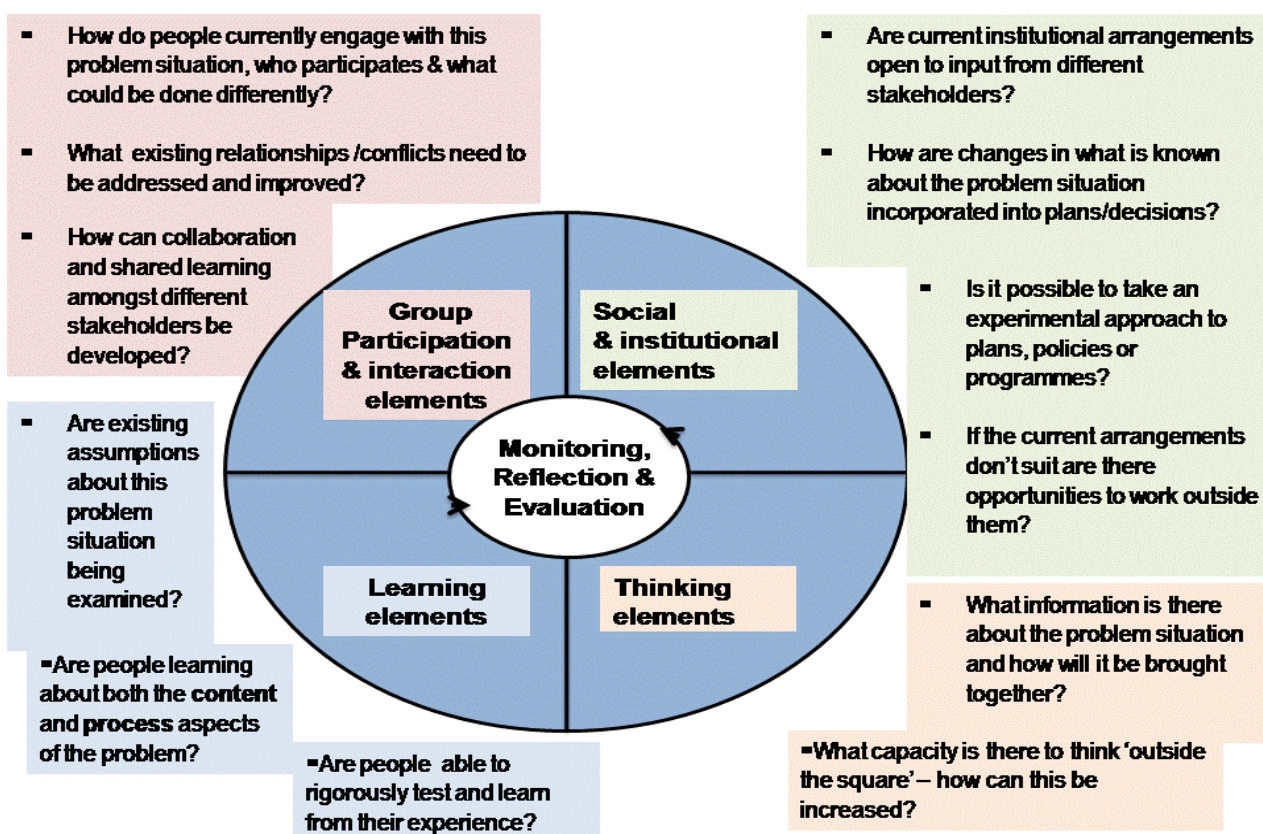 ▪ How do people currently engage with this
problem situation, who participates & what
could be done differently?
▪ What existing relationships /conflicts need to
be addressed and improved?
▪ How can collaboration
and shared learning
amongst different
stakeholders be
developed?
▪ Are current institutional arrangements
open to input from different
stakeholders?
▪ How are changes in what is known
about the problem situation
incorporated into plans/decisions?
▪ Is it possible to take an
experimental approach to
plans, policies or
programmes?
▪ If the current arrangements
don't suit are there
opportunities to work outside
them?
Group
Participation
& interaction
elements
Social
& institutional
elements
Monitoring,
Reflection &
Evaluation
Learning
elements
Thinking
elements
▪ Are existing
assumptions
about this
problem
situation
being
examined?
▪Are people learning
about both the content
and process aspects
of the problem?
▪Are people able to
rigorously test and learn
from their experience?
▪ What information is there
about the problem situation
and how will it be brought
together?
▪What capacity is there to think 'outside
the square' – how can this be
increased?